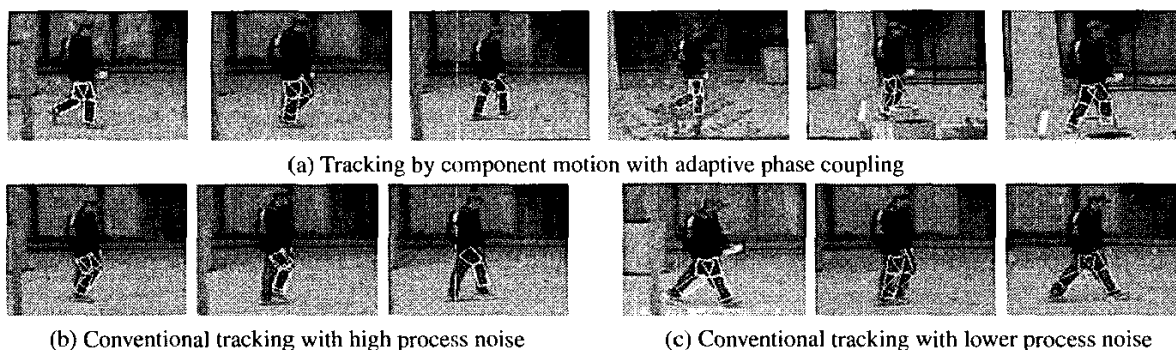 (a) Tracking by component motion with adaptive phase coupling
(b) Conventional tracking with high process noise
(c) Conventional tracking with lower process noise